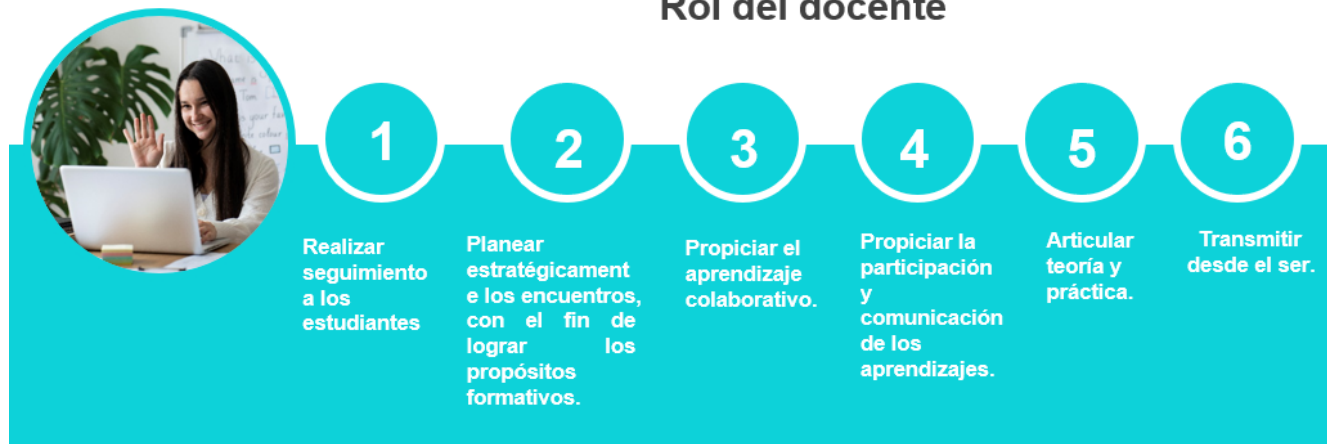 Rol del docente
1
2
3
4
5
6
Realizar
seguimiento
a los
estudiantes
Planear
estratégicament
e los encuentros,
con el fin de
lograr los
propósitos
formativos.
Propiciar el
aprendizaje
colaborativo.
Propiciar la
participación
y
comunicación
de los
aprendizajes.
Articular
teoría y
práctica.
Transmitir
desde el ser.